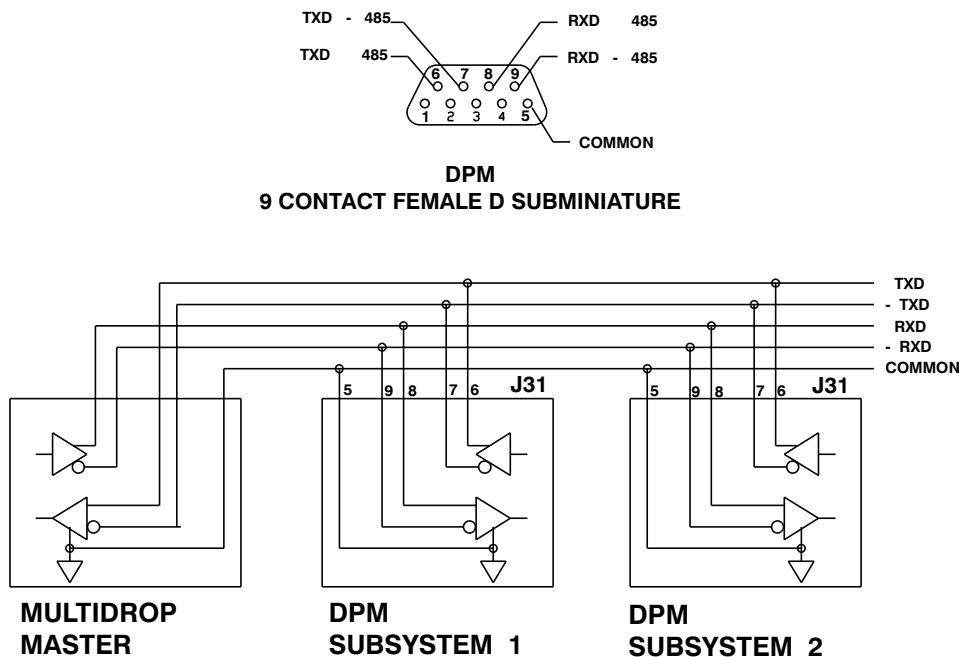 TXD - 485
RXD 485
TXD 485
RXD - 485
6 7 8 9
1 2 3 4 5
COMMON
DPM
9 CONTACT FEMALE D SUBMINIATURE
TXD
- TXD
RXD
- RXD
COMMON
5 9 8 7 6 J31
5 9 8 7 6 J31
MULTIDROP
MASTER
DPM
SUBSYSTEM 1
DPM
SUBSYSTEM 2